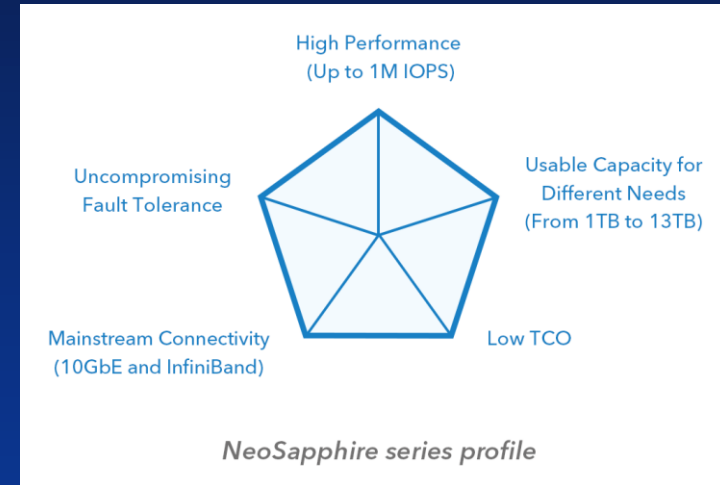 High Performance
(Up to 1M IOPS)
Uncompromising
Fault Tolerance
Usable Capacity for
Different Needs
(From 1TB to 13TB)
Mainstream Connectivity
(10GbE and InfiniBand)
Low TCO
NeoSapphire series profile